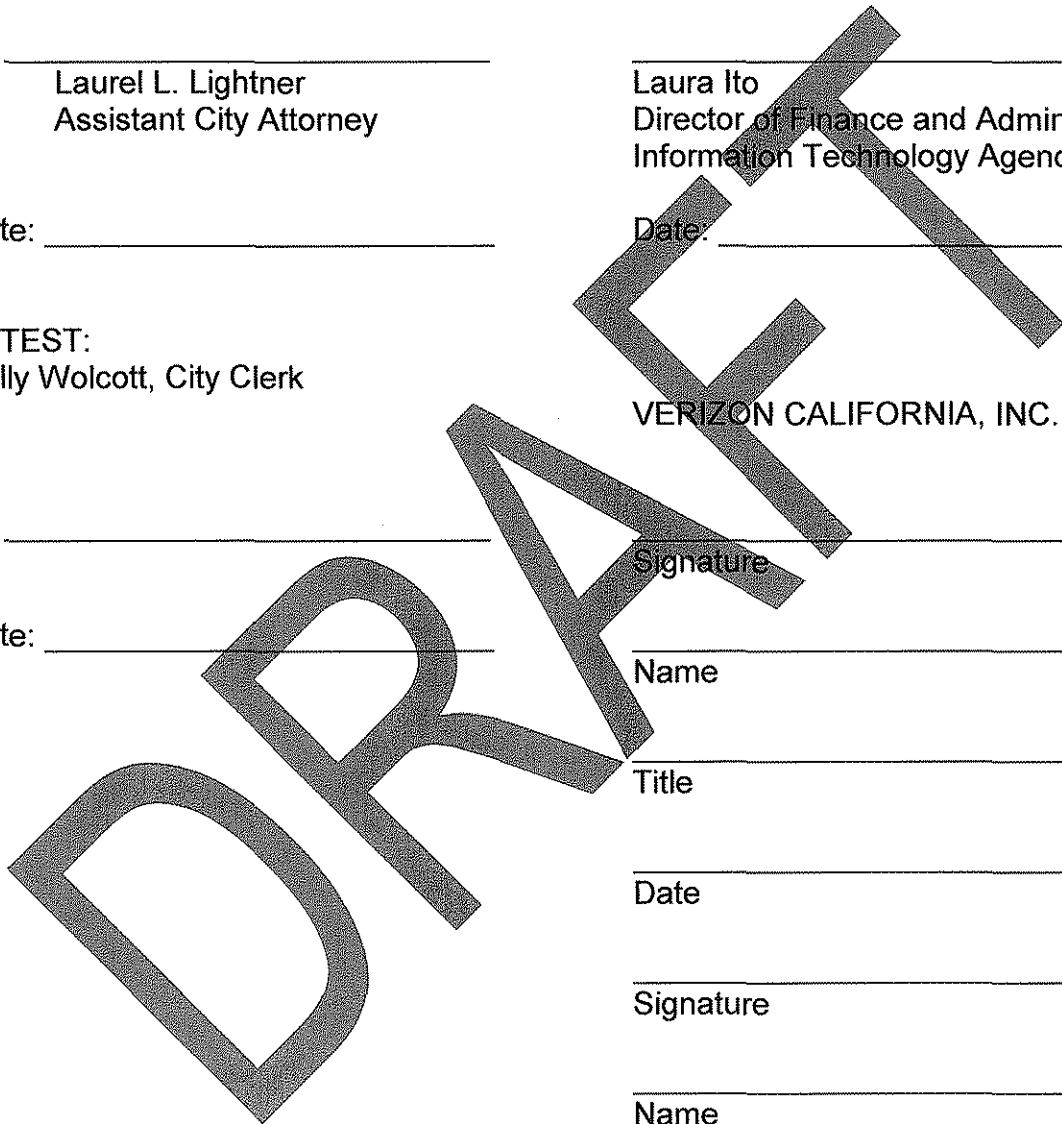 Laurel L. Lightner
Assistant City Attorney
te:
TEST:
lly Wolcott, City Clerk
te:
Laura Ito
Director of Finance and Admin
Information Technology Agenc
Date:
VERIZON CALIFORNIA, INC.
Signature
Name
Title
Date
Signature
Name
DRAFT